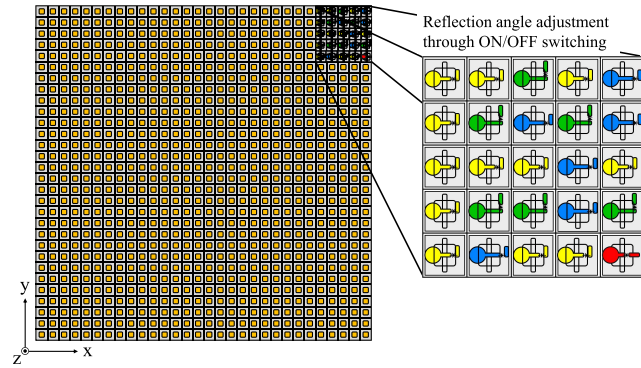 Reflection angle adjustment
through ON/OFF switching
y
z
x